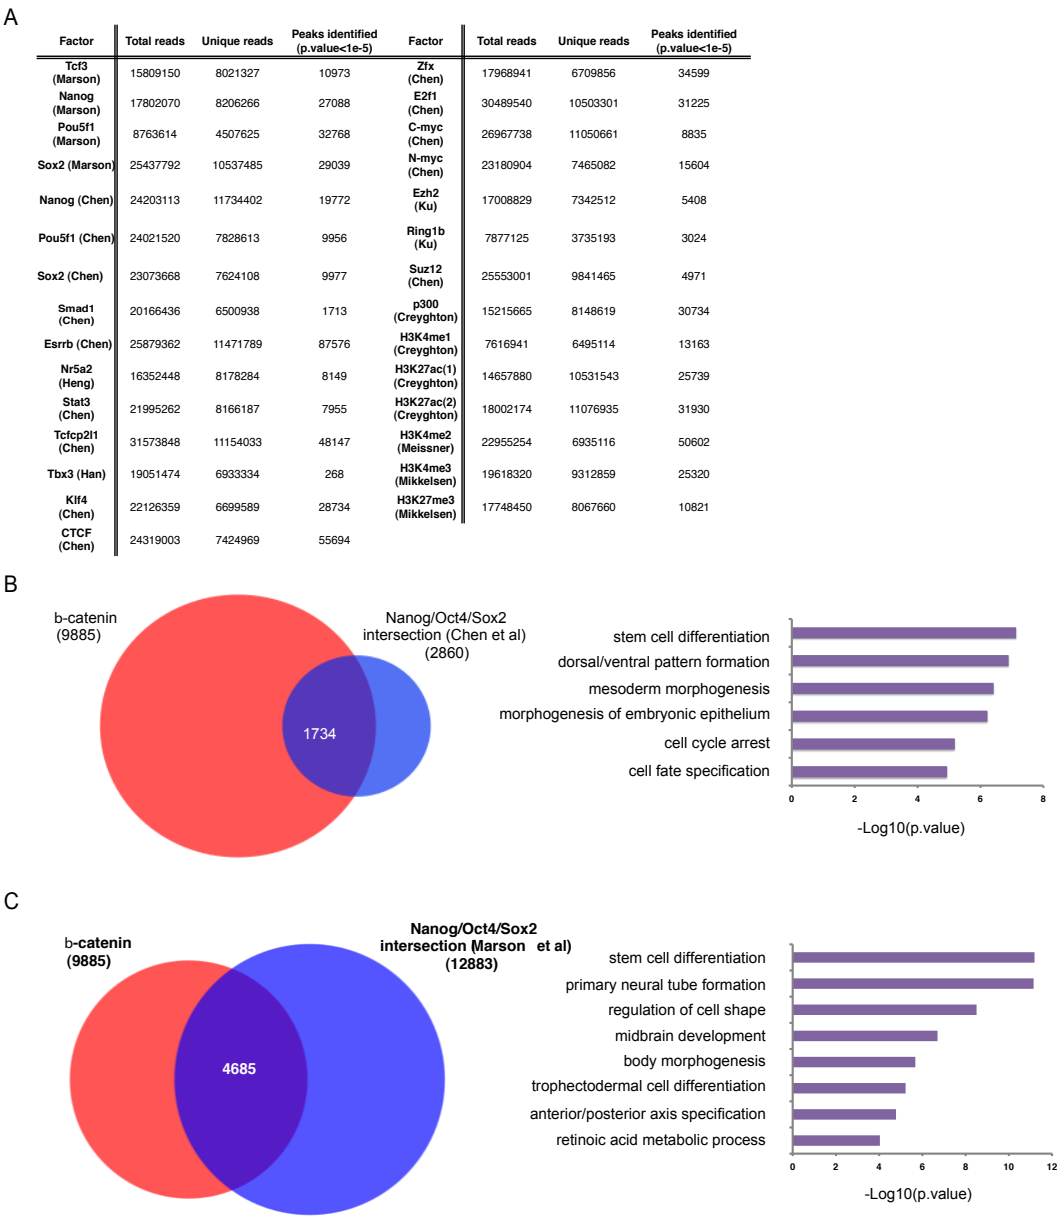 A
Factor Total reads Unique reads Peaks identified (p.value<1e-5) Factor Total reads Unique reads Peaks identified (p.value<1e-5)
Tcf3 (Marson) 15809150 8021327 10973 Zfx (Chen) 17968941 6709856 34599
Nanog (Marson) 17802070 8206266 27088 E2f1 (Chen) 30489540 10503301 31225
Pou5f1 (Marson) 8763614 4507625 32768 C-myc (Chen) 26967738 11050661 8835
Sox2 (Marson) 25437792 10537485 29039 N-myc (Chen) 23180904 7465082 15604
Nanog (Chen) 24203113 11734402 19772 Ezh2 (Ku) 17008829 7342512 5408
Pou5f1 (Chen) 24021520 7828613 9956 Ring1b (Ku) 7877125 3735193 3024
Sox2 (Chen) 23073668 7624108 9977 Suz12 (Chen) 25553001 9841465 4971
Smad1 (Chen) 20166436 6500938 1713 p300 (Creyghton) 15215665 8148619 30734
Esrrb (Chen) 25879362 11471789 87576 H3K4me1 (Creyghton) 7616941 6495114 13163
Nr5a2 (Heng) 16352448 8178284 8149 H3K27ac(1) (Creyghton) 14657880 10531543 25739
Stat3 (Chen) 21995262 8166187 7955 H3K27ac(2) (Creyghton) 18002174 11076935 31930
Tcfcp2l1 (Chen) 31573848 11154033 48147 H3K4me2 (Meissner) 22955254 6935116 50602
Tbx3 (Han) 19051474 6933334 268 H3K4me3 (Mikkelsen) 19618320 9312859 25320
Klf4 (Chen) 22126359 6699589 28734 H3K27me3 (Mikkelsen) 17748450 8067660 10821
CTCF (Chen) 24319003 7424969 55694
B
b-catenin
(9885)
Nanog/Oct4/Sox2
intersection (Chen et al)
(2860)
1734
stem cell differentiation
dorsal/ventral pattern formation
mesoderm morphogenesis
morphogenesis of embryonic epithelium
cell cycle arrest
cell fate specification
0 2 4 6 8
-Log10(p.value)
C
b-catenin
(9885)
Nanog/Oct4/Sox2
intersection (Marson et al)
(12883)
4685
stem cell differentiation
primary neural tube formation
regulation of cell shape
midbrain development
body morphogenesis
trophectodermal cell differentiation
anterior/posterior axis specification
retinoic acid metabolic process
0 2 4 6 8 10 12
-Log10(p.value)